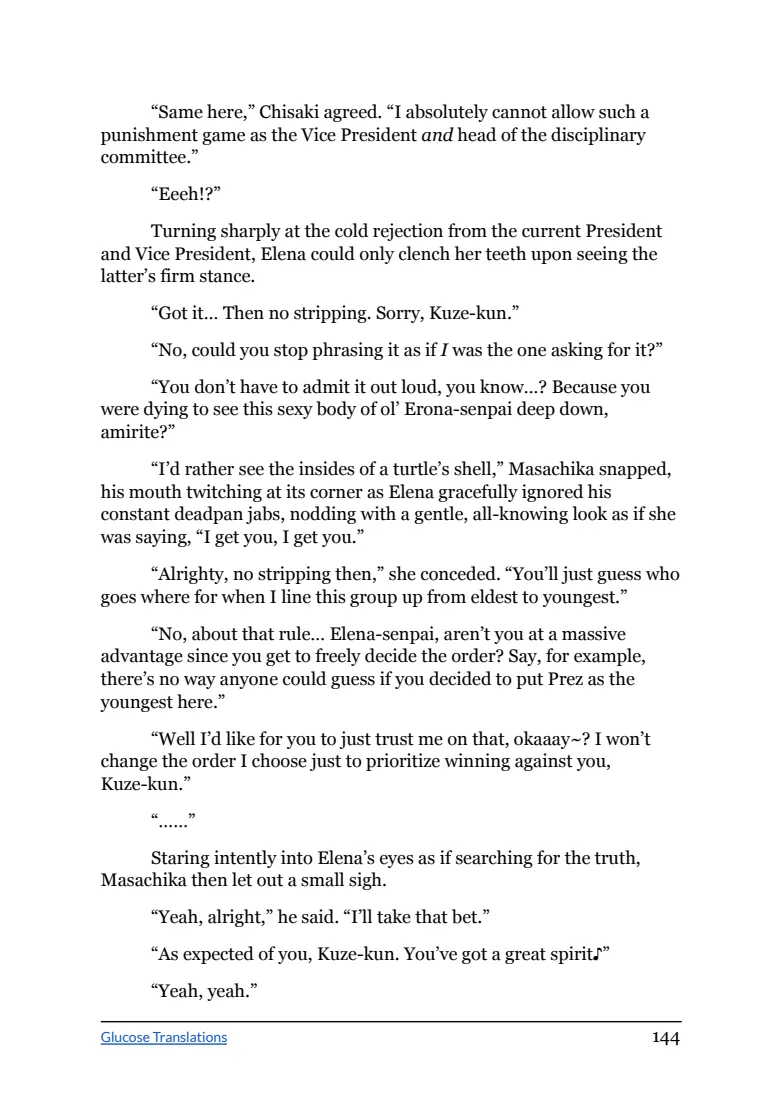 “Same here,” Chisaki agreed. “I absolutely cannot allow such a
punishment game as the Vice President and head of the disciplinary
committee.”
“Eeeh!?”
Turning sharply at the cold rejection from the current President
and Vice President, Elena could only clench her teeth upon seeing the
latter’s firm stance.
“Got it… Then no stripping. Sorry, Kuze-kun.”
“No, could you stop phrasing it as if I was the one asking for it?”
“You don’t have to admit it out loud, you know…? Because you
were dying to see this sexy body of ol’ Erona-senpai deep down,
amirite?”
“I’d rather see the insides of a turtle’s shell,” Masachika snapped,
his mouth twitching at its corner as Elena gracefully ignored his
constant deadpan jabs, nodding with a gentle, all-knowing look as if she
was saying, “I get you, I get you.”
“Alrighty, no stripping then,” she conceded. “You’ll just guess who
goes where for when I line this group up from eldest to youngest.”
“No, about that rule… Elena-senpai, aren’t you at a massive
advantage since you get to freely decide the order? Say, for example,
there’s no way anyone could guess if you decided to put Prez as the
youngest here.”
“Well I’d like for you to just trust me on that, okaaay~? I won’t
change the order I choose just to prioritize winning against you,
Kuze-kun.”
“……”
Staring intently into Elena’s eyes as if searching for the truth,
Masachika then let out a small sigh.
“Yeah, alright,” he said. “I’ll take that bet.”
“As expected of you, Kuze-kun. You’ve got a great spirit♪”
“Yeah, yeah.”
Glucose Translations 144